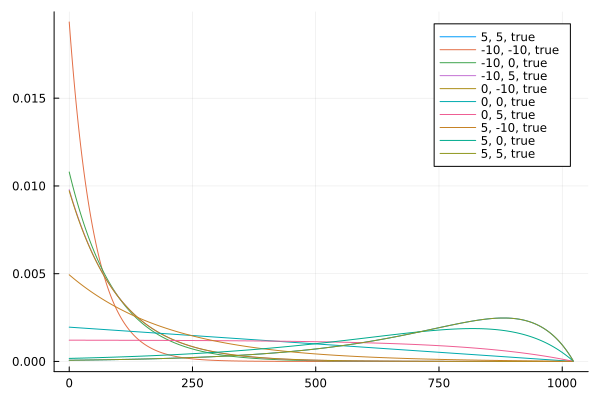 5, 5, true
-10, -10, true
-10, 0, true
-10, 5, true
0, -10, true
0, 0, true
0, 5, true
5, -10, true
5, 0, true
5, 5, true
0.015
0.010
0.005
0.000
0 250 500 750 1000